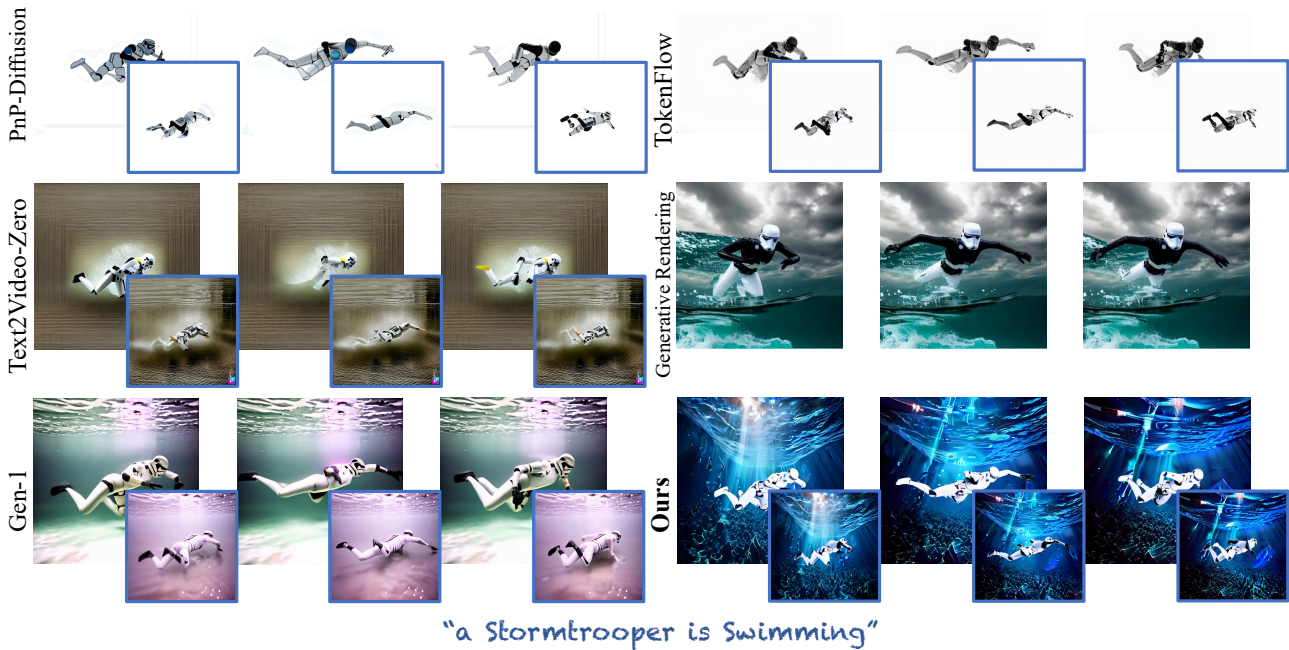 PnP-Diffusion
TokenFlow
Text2Video-Zero
Generative Rendering
Gen-1
Ours
“a Stormtrooper is Swimming”